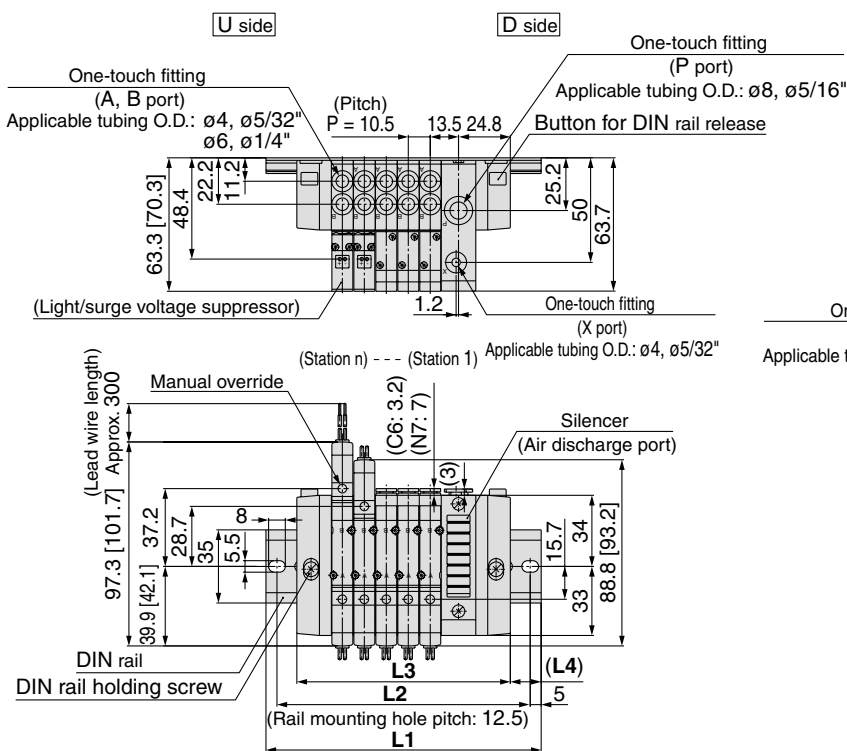 U side
D side
One-touch fitting
(P port)
Applicable tubing O.D.: ø8, ø5/16"
One-touch fitting
(A, B port)
Applicable tubing O.D.: ø4, ø5/32"
ø6, ø1/4"
(Pitch)
P = 10.5
13.5
24.8
Button for DIN rail release
63.3 [70.3]
48.4
22.2
11.2
25.2
50
63.7
(Light/surge voltage suppressor)
1.2
One-touch fitting
(X port)
Applicable tubing O.D.: ø4, ø5/32"
On
Applicable t
(Station n) --- (Station 1)
(Lead wire length)
Approx. 300
Manual override
(C6: 3.2)
(N7: 7)
(3)
Silencer
(Air discharge port)
97.3 [101.7]
37.2
28.7
8
35
5.5
39.9 [42.1]
15.7
34
33
88.8 [93.2]
DIN rail
DIN rail holding screw
L3
(L4)
L2
5
(Rail mounting hole pitch: 12.5)
L1